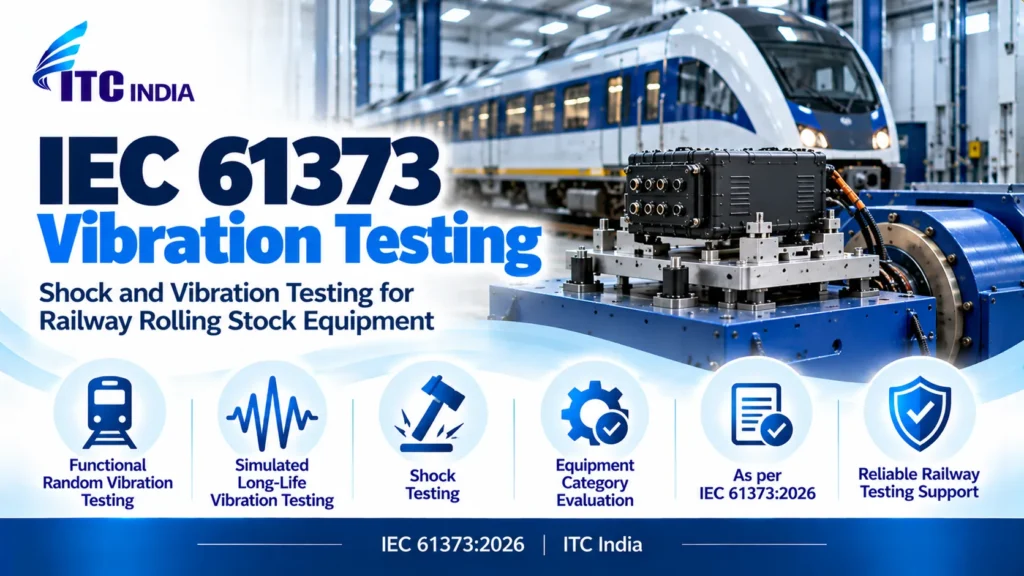 ITC INDIA
IEC 61373
Vibration Testing
Shock and Vibration Testing for
Railway Rolling Stock Equipment
Functional
Random Vibration
Testing
Simulated
Long-Life
Vibration Testing
Shock
Testing
Equipment
Category
Evaluation
As per
IEC 61373:2026
Reliable Railway
Testing Support
IEC 61373:2026 | ITC India